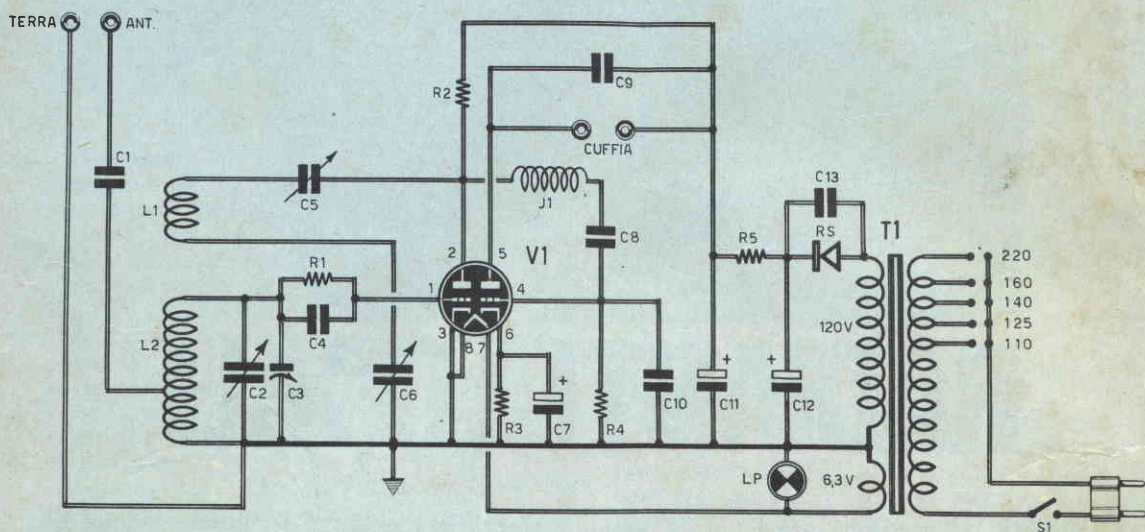 TERRA
ANT.
C1
R2
C9
CUFFIA
L1
C5
J1
C13
RS
T1
C8
R5
2
5
V1
1
4
3
8
7
6
R1
C4
L2
C2
C3
C6
R3
+
C7
R4
C10
+
C11
+
C12
120V
220
160
140
125
110
LP
6,3V
S1